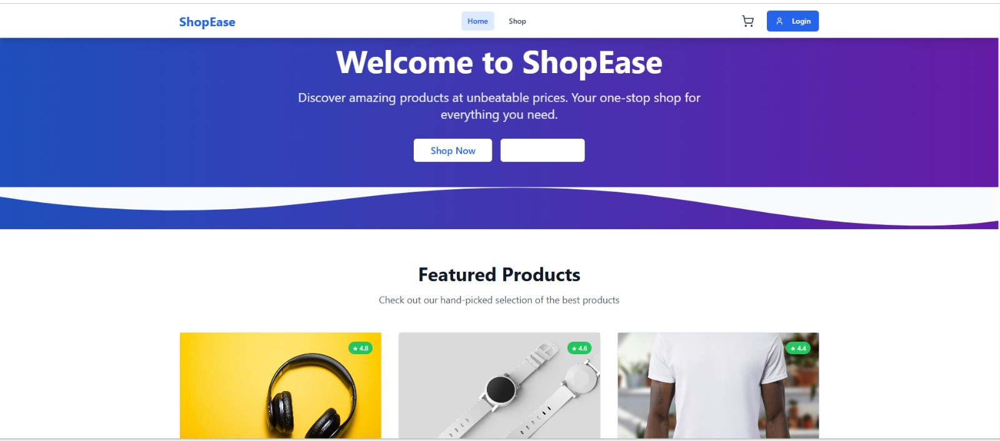 ShopEase
Home
Shop
Login
Welcome to ShopEase
Discover amazing products at unbeatable prices. Your one-stop shop for
everything you need.
Shop Now
Featured Products
Check out our hand-picked selection of the best products
★ 4.8
★ 4.6
★ 4.4